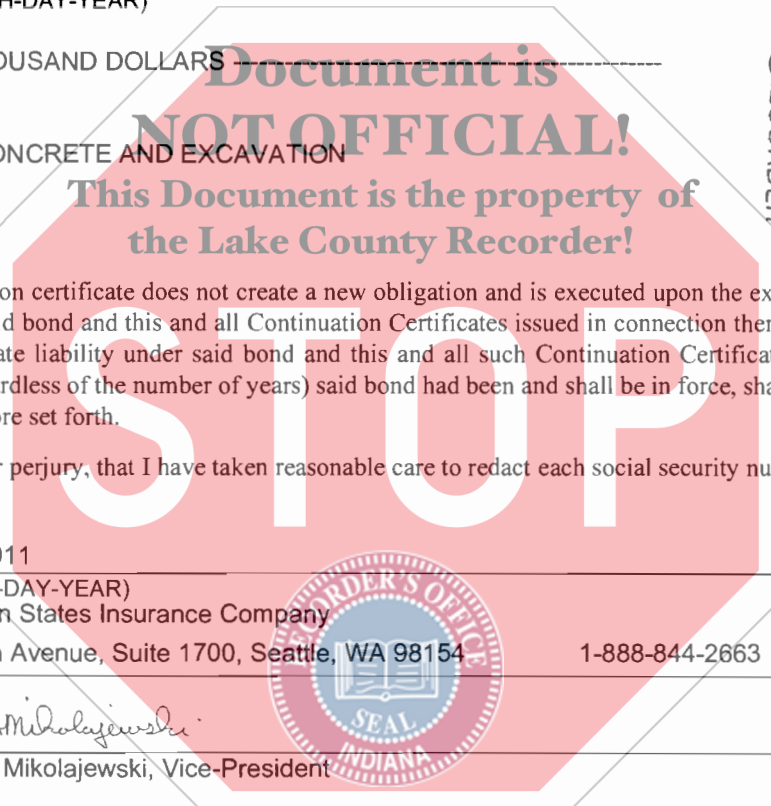 H-DAY-YEAR)
OUSAND DOLLARS ------------------------------------------------
Document is
NOT OFFICIAL!
ONCRETE AND EXCAVATION
This Document is the property of
the Lake County Recorder!
on certificate does not create a new obligation and is executed upon the ex
d bond and this and all Continuation Certificates issued in connection ther
ate liability under said bond and this and all such Continuation Certificat
rdless of the number of years) said bond had been and shall be in force, sha
ore set forth.
r perjury, that I have taken reasonable care to redact each social security nu
STOP
011
-DAY-YEAR)
n States Insurance Company
Avenue, Suite 1700, Seattle, WA 98154 1-888-844-2663
RECORDER'S OFFICE
SEAL
INDIANA
Mikolajewski
Mikolajewski, Vice-President